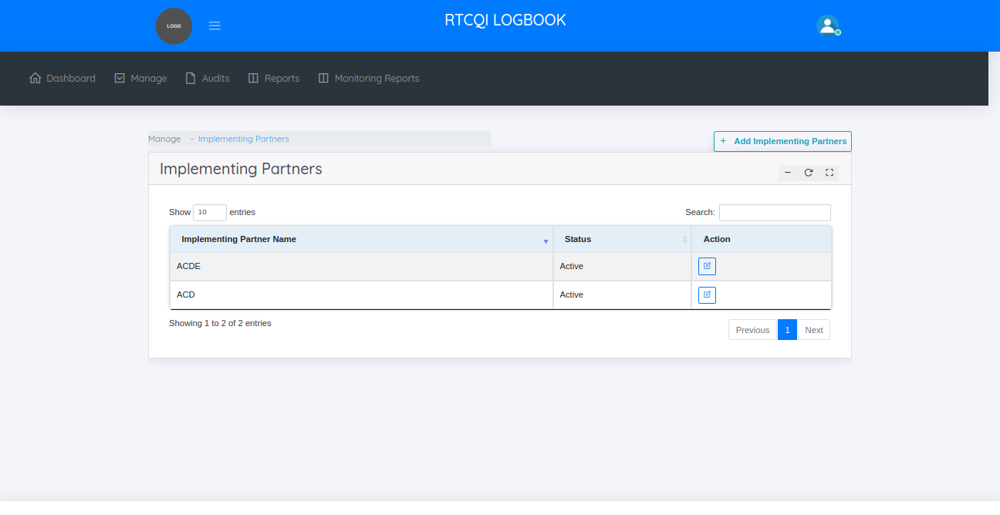 LOGO
RTCQI LOGBOOK
Dashboard Manage Audits Reports Monitoring Reports
Manage - Implementing Partners
+ Add Implementing Partners
Implementing Partners
Show 10 entries Search:
Implementing Partner Name Status Action
ACDE Active
ACD Active
Showing 1 to 2 of 2 entries
Previous 1 Next